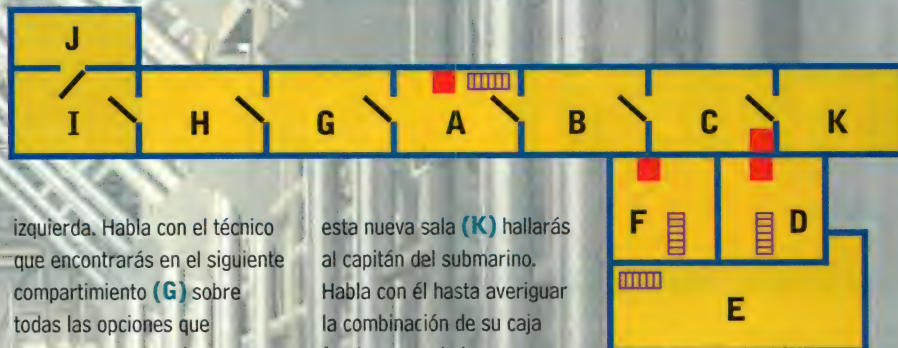 J
I
H
G
A
B
C
K
F
D
E
izquierda. Habla con el técnico
que encontrarás en el siguiente
compartimiento (G) sobre
todas las opciones que
esta nueva sala (K) hallarás
al capitán del submarino.
Habla con él hasta averiguar
la combinación de su caja